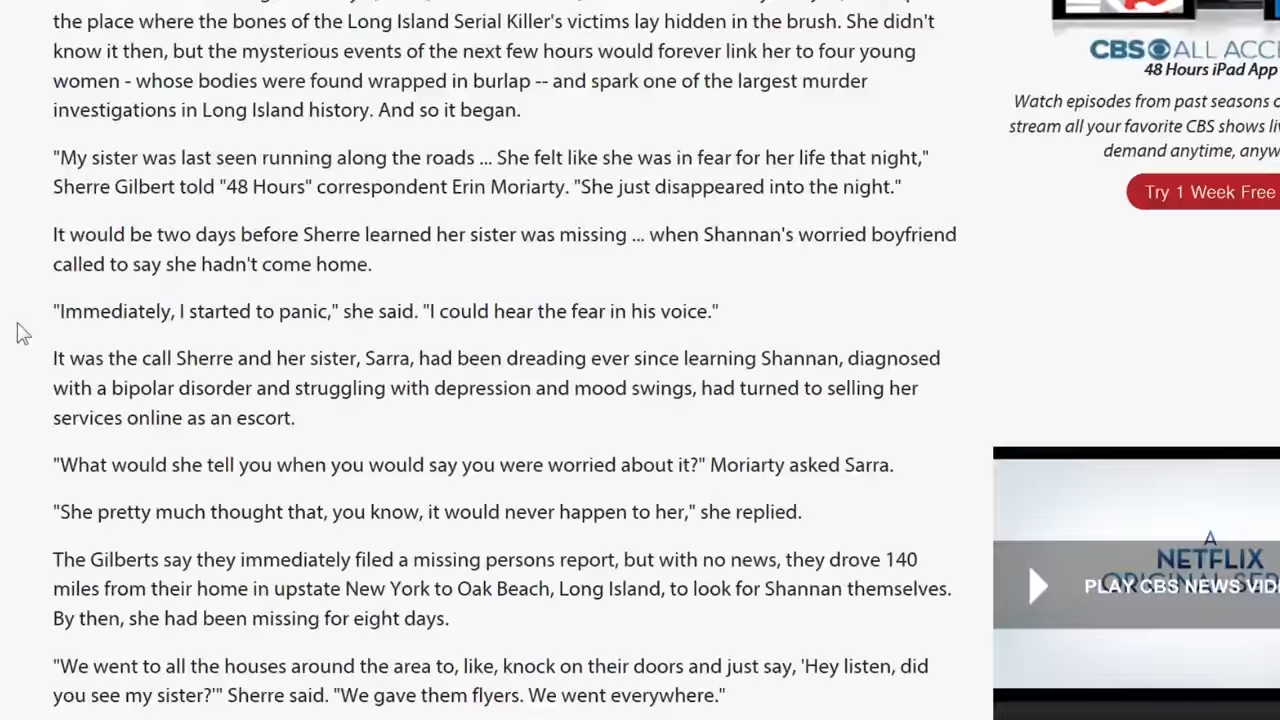 the place where the bones of the Long Island Serial Killer's victims lay hidden in the brush. She didn't
know it then, but the mysterious events of the next few hours would forever link her to four young
women - whose bodies were found wrapped in burlap -- and spark one of the largest murder
investigations in Long Island history. And so it began.
"My sister was last seen running along the roads ... She felt like she was in fear for her life that night,"
Sherre Gilbert told "48 Hours" correspondent Erin Moriarty. "She just disappeared into the night."
It would be two days before Sherre learned her sister was missing ... when Shannan's worried boyfriend
called to say she hadn't come home.
"Immediately, I started to panic," she said. "I could hear the fear in his voice."
It was the call Sherre and her sister, Sarra, had been dreading ever since learning Shannan, diagnosed
with a bipolar disorder and struggling with depression and mood swings, had turned to selling her
services online as an escort.
"What would she tell you when you would say you were worried about it?" Moriarty asked Sarra.
"She pretty much thought that, you know, it would never happen to her," she replied.
The Gilberts say they immediately filed a missing persons report, but with no news, they drove 140
miles from their home in upstate New York to Oak Beach, Long Island, to look for Shannan themselves.
By then, she had been missing for eight days.
"We went to all the houses around the area to, like, knock on their doors and just say, 'Hey listen, did
you see my sister?'" Sherre said. "We gave them flyers. We went everywhere."
CBS ALL ACC
48 Hours iPad App
Watch episodes from past seasons
stream all your favorite CBS shows
demand anytime,
Try 1 Week Free
A
NETFLIX
ORIGINAL
PLAY CBS NEWS